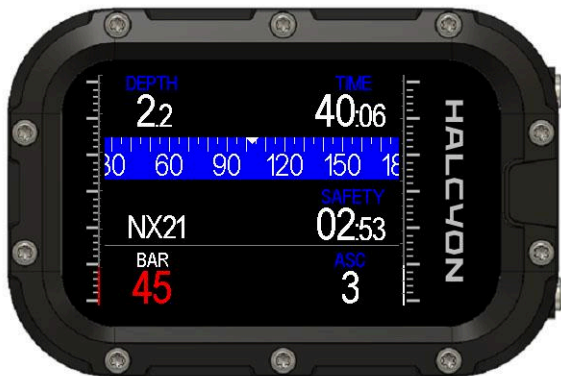 DEPTH TIME
2.2 40:06
30 60 90 120 150 18
SAFETY
NX21 02:53
BAR ASC
45 3
HALCYON